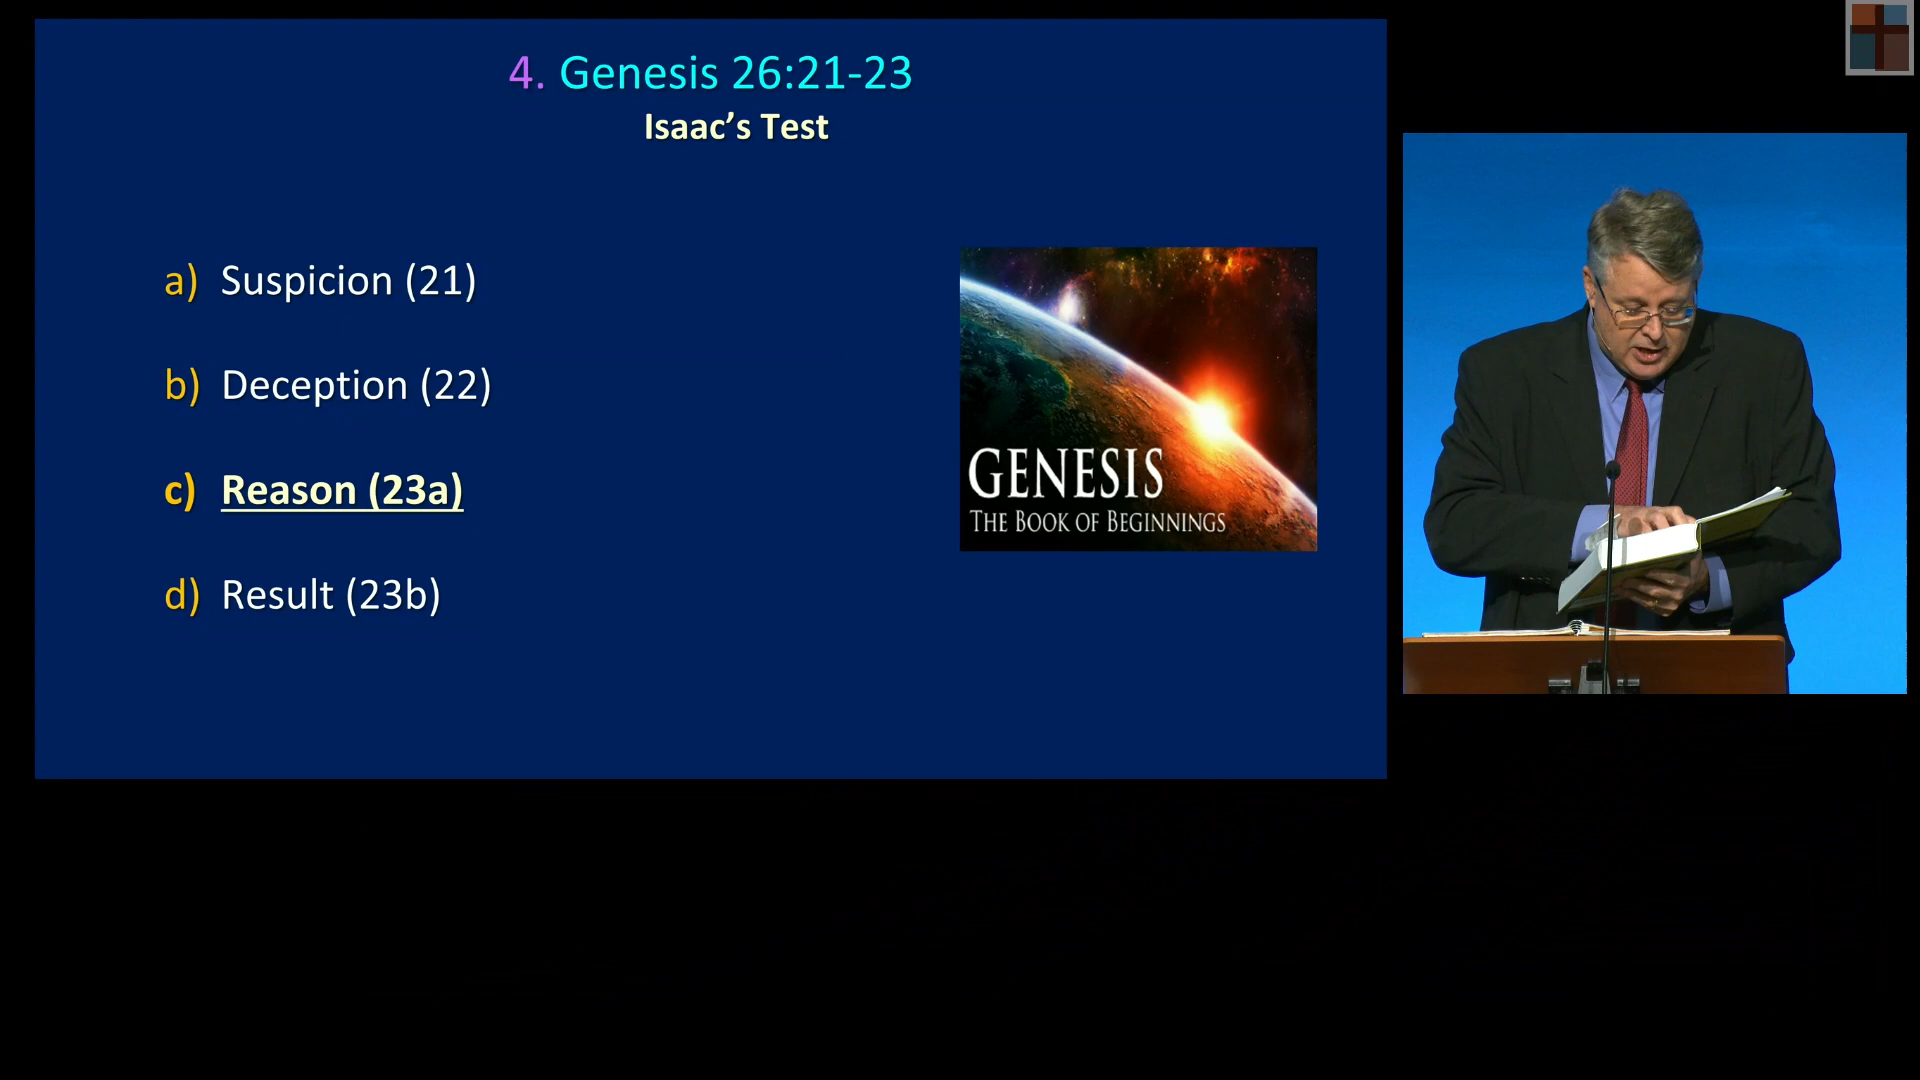 4. Genesis 26:21-23
Isaac’s Test
a) Suspicion (21)
b) Deception (22)
c) Reason (23a)
d) Result (23b)
GENESIS
THE BOOK OF BEGINNINGS